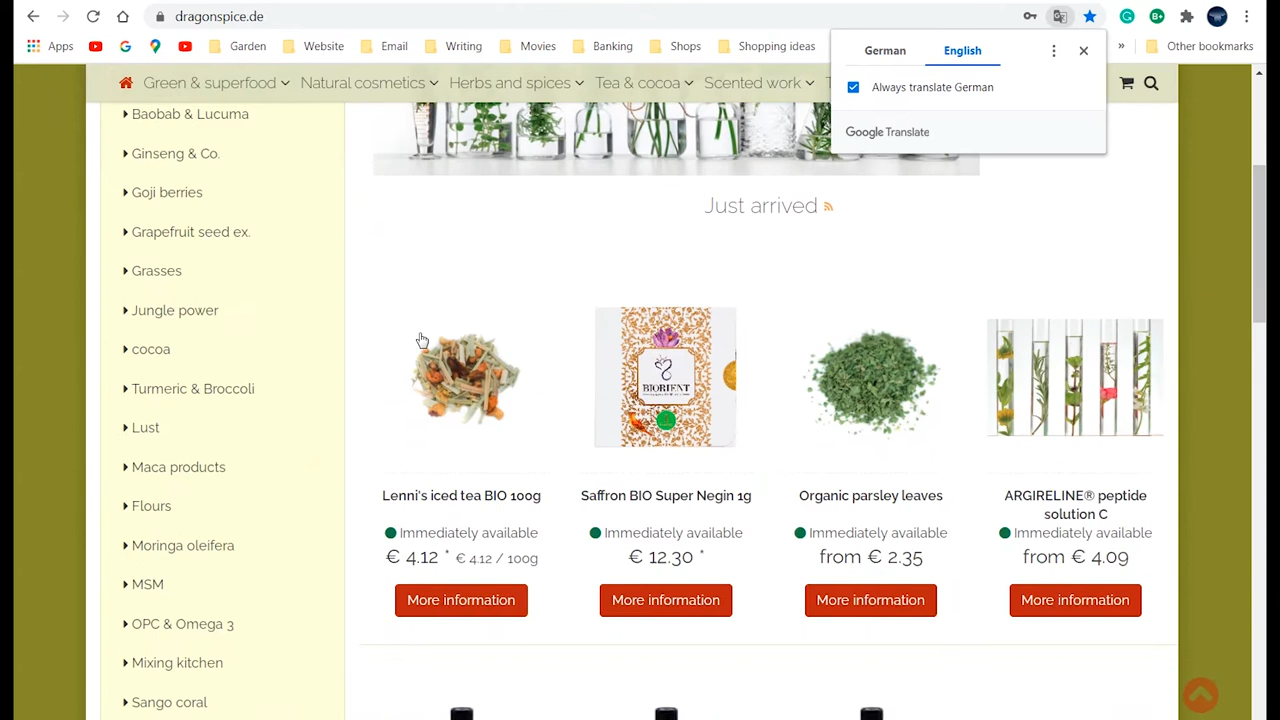 dragonspice.de
Apps
Garden
Website
Email
Writing
Movies
Banking
Shops
Shopping ideas
»
Other bookmarks
German
English
Always translate German
Google Translate
Green & superfood
Natural cosmetics
Herbs and spices
Tea & cocoa
Scented work
T
Baobab & Lucuma
Ginseng & Co.
Goji berries
Grapefruit seed ex.
Grasses
Jungle power
cocoa
Turmeric & Broccoli
Lust
Maca products
Flours
Moringa oleifera
MSM
OPC & Omega 3
Mixing kitchen
Sango coral
Just arrived
BIORIENT
Lenni's iced tea BIO 100g
Immediately available
€ 4.12 * € 4.12 / 100g
More information
Saffron BIO Super Negin 1g
Immediately available
€ 12.30 *
More information
Organic parsley leaves
Immediately available
from € 2.35
More information
ARGIRELINE® peptide
solution C
Immediately available
from € 4.09
More information